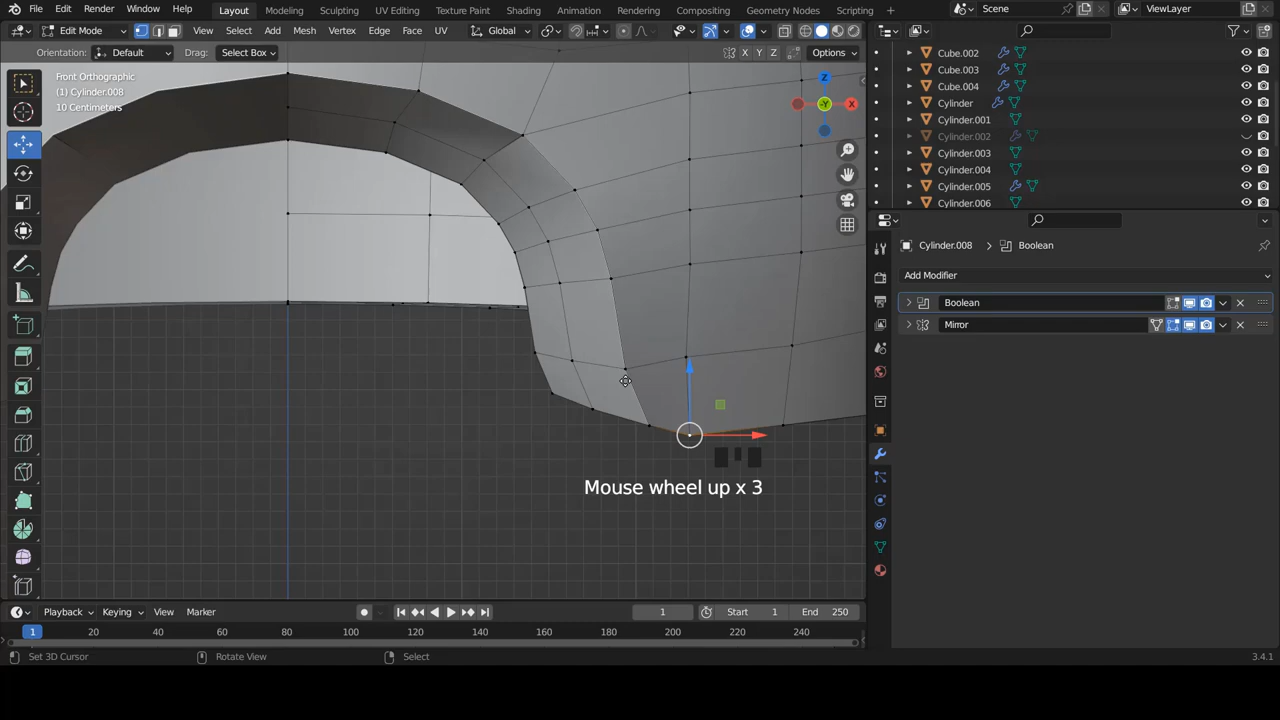 File Edit Render Window Help Layout Modeling Sculpting UV Editing Texture Paint Shading Animation Rendering Compositing Geometry Nodes Scripting Scene ViewLayer
Edit Mode View Select Add Mesh Vertex Edge Face UV Global
Orientation: Default Drag: Select Box X Y Z Options
Front Orthographic
(1) Cylinder.008
10 Centimeters
Z
X
-Y
Cube.002
Cube.003
Cube.004
Cylinder
Cylinder.001
Cylinder.002
Cylinder.003
Cylinder.004
Cylinder.005
Cylinder.006
Cylinder.008 Boolean
Add Modifier
Boolean
Mirror
Mouse wheel up x 3
Playback Keying View Marker 1 Start 1 End 250
1 20 40 60 80 100 120 140 160 180 200 220 240
Set 3D Cursor Rotate View Select 3.4.1